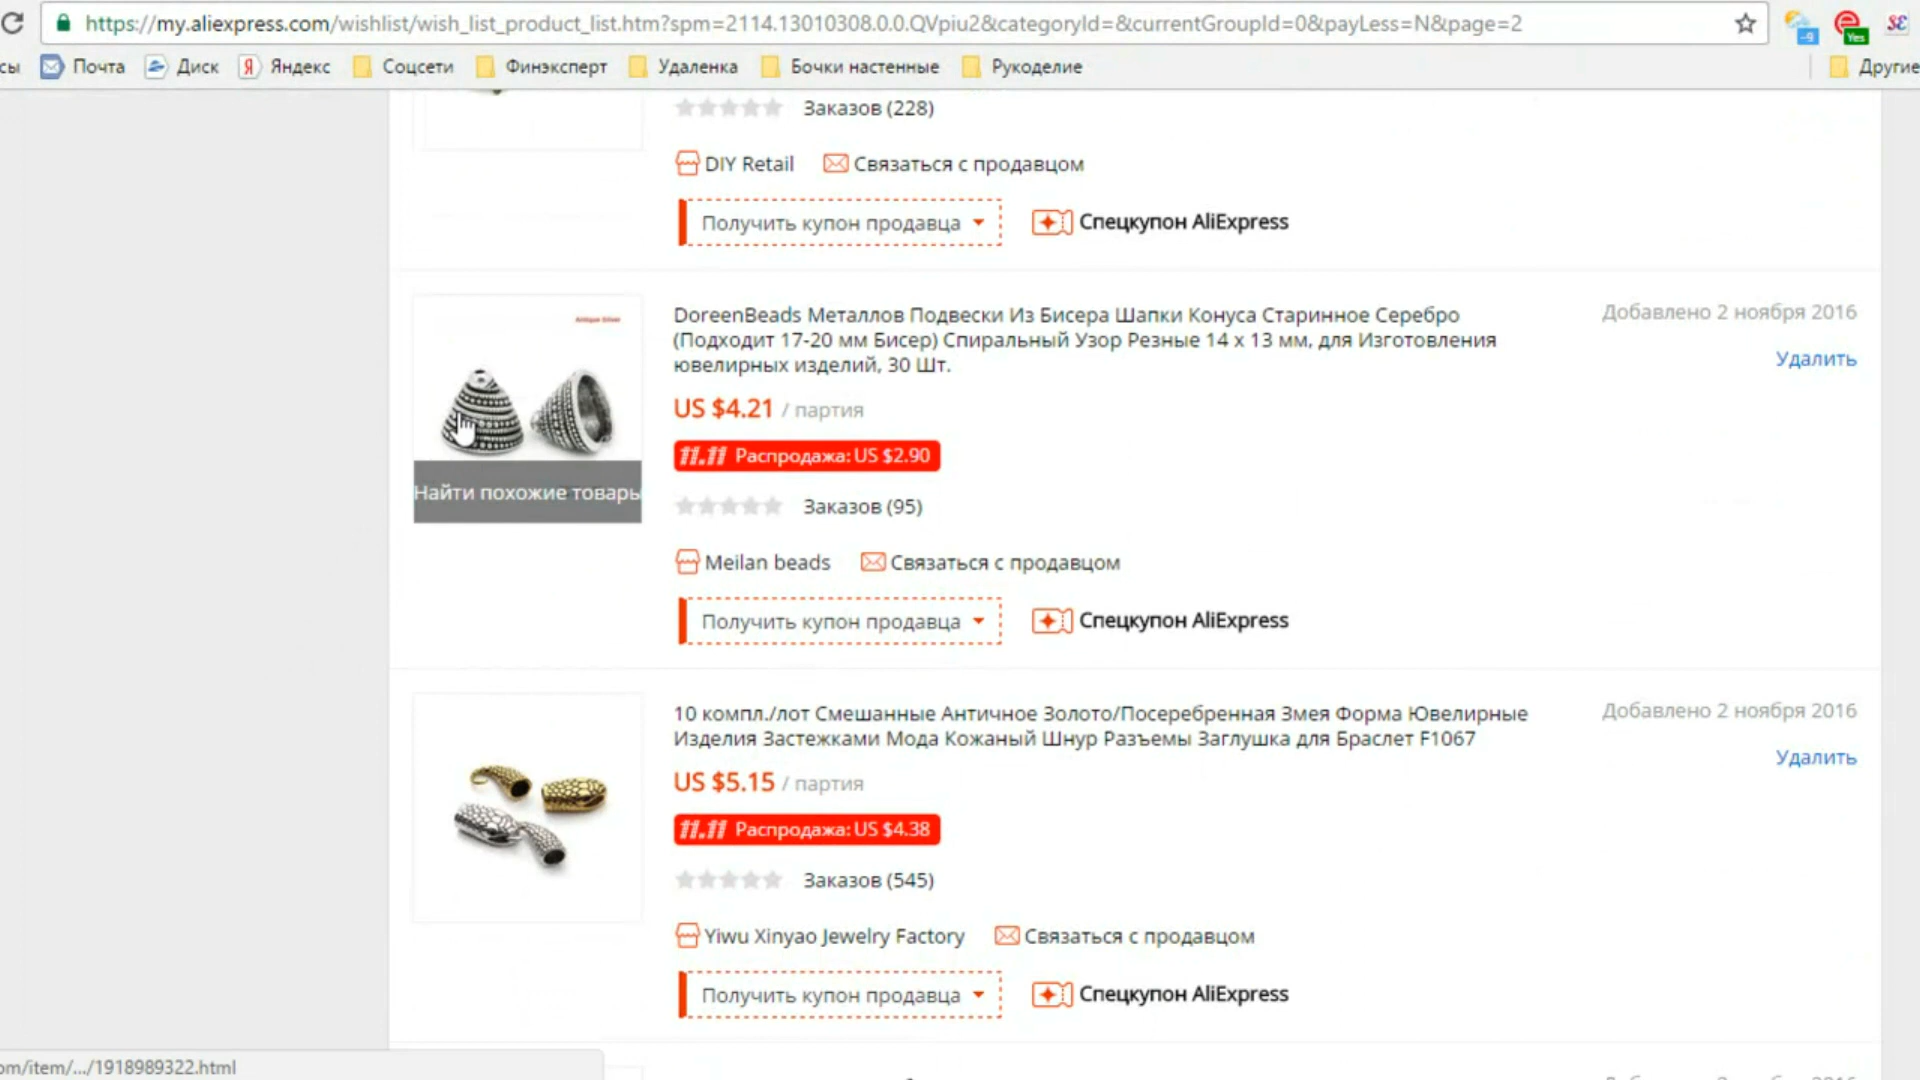 https://my.aliexpress.com/wishlist/wish_list_product_list.htm?spm=2114.13010308.0.0.QVpiu2&categoryId=&currentGroupId=0&payLess=N&page=2
-9
Yes
сы Почта Диск Я Яндекс Соцсети Финэксперт Удаленка Бочки настенные Рукоделие Другие
Заказов (228)
DIY Retail Связаться с продавцом
Получить купон продавца Спецкупон AliExpress
Antique Silver
DoreenBeads Металлов Подвески Из Бисера Шапки Конуса Старинное Серебро
(Подходит 17-20 мм Бисер) Спиральный Узор Резные 14 x 13 мм, для Изготовления
ювелирных изделий, 30 Шт.
Добавлено 2 ноября 2016
Удалить
US $4.21 / партия
11.11 Распродажа: US $2.90
Найти похожие товары
Заказов (95)
Meilan beads Связаться с продавцом
Получить купон продавца Спецкупон AliExpress
10 компл./лот Смешанные Античное Золото/Посеребренная Змея Форма Ювелирные
Изделия Застежками Мода Кожаный Шнур Разъемы Заглушка для Браслет F1067
Добавлено 2 ноября 2016
Удалить
US $5.15 / партия
11.11 Распродажа: US $4.38
Заказов (545)
Yiwu Xinyao Jewelry Factory Связаться с продавцом
Получить купон продавца Спецкупон AliExpress
om/item/.../1918989322.html